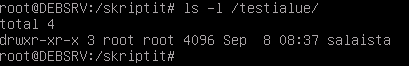 root@DEBSRV:/skriptit# ls -l /testialue/
total 4
drwxr-xr-x 3 root root 4096 Sep  8 08:37 salaista
root@DEBSRV:/skriptit#